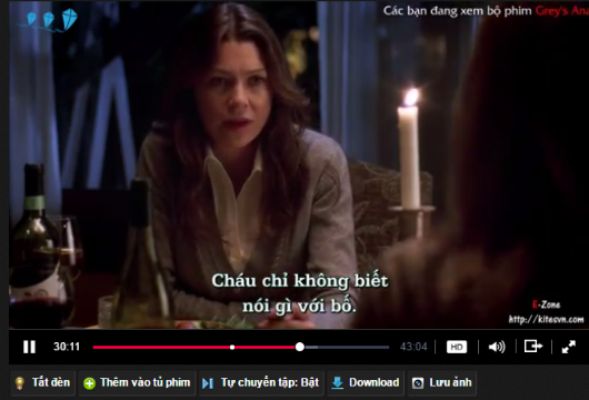 Các bạn đang xem bộ phim Grey's Ana
Cháu chỉ không biết
nói gì với bố.
E-Zone
http://kitesvn.com
30:11
43:04
HD
Tắt đèn
Thêm vào tủ phim
Tự chuyển tập: Bật
Download
Lưu ảnh